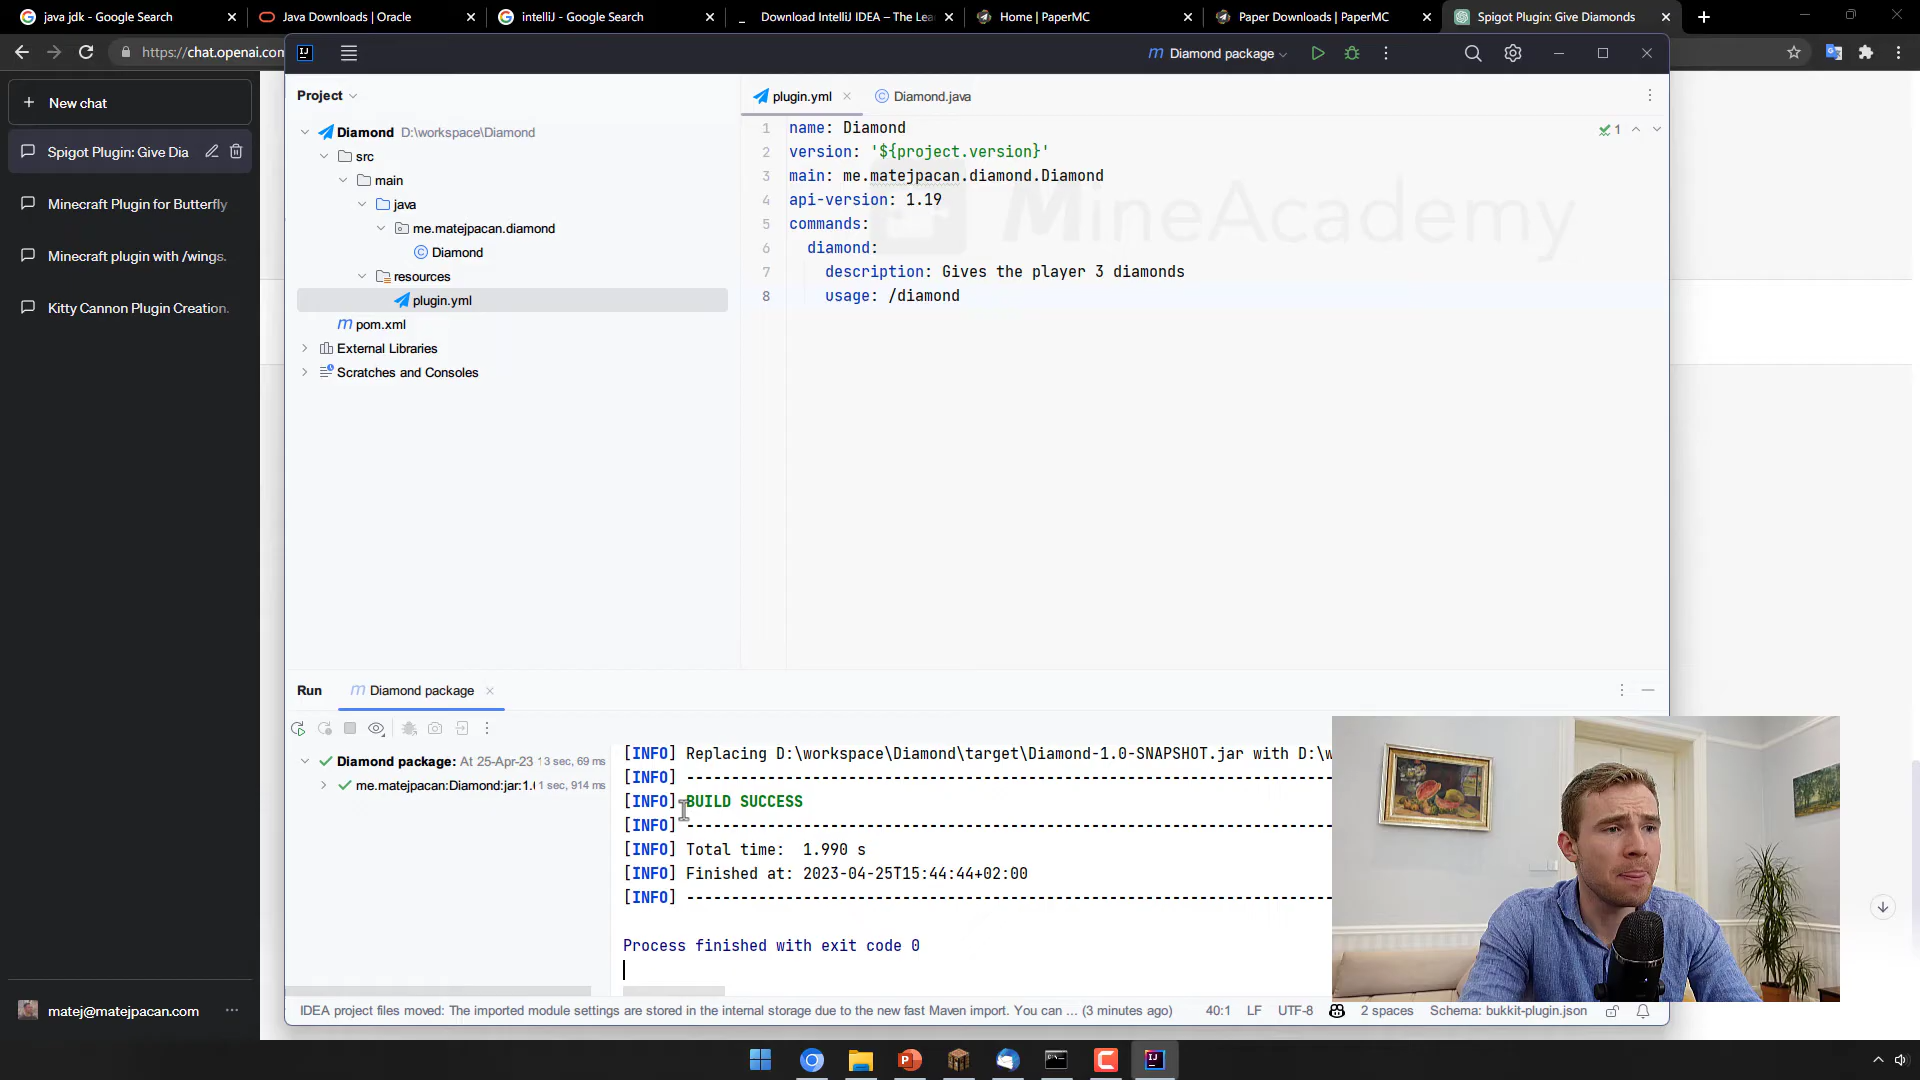 java jdk - Google Search
Java Downloads | Oracle
intelliJ - Google Search
Download IntelliJ IDEA – The Lea
Home | PaperMC
Paper Downloads | PaperMC
Spigot Plugin: Give Diamonds
https://chat.openai.com
New chat
Spigot Plugin: Give Dia
Minecraft Plugin for Butterfly
Minecraft plugin with /wings.
Kitty Cannon Plugin Creation.
matej@matejpacan.com
Diamond package
Project
Diamond D:\workspace\Diamond
src
main
java
me.matejpacan.diamond
Diamond
resources
plugin.yml
pom.xml
External Libraries
Scratches and Consoles
plugin.yml
Diamond.java
1 name: Diamond
2 version: '${project.version}'
3 main: me.matejpacan.diamond.Diamond
4 api-version: 1.19
5 commands:
6 diamond:
7 description: Gives the player 3 diamonds
8 usage: /diamond
1
MineAcademy
Run
Diamond package
Diamond package: At 25-Apr-23 1 3 sec, 69 ms
me.matejpacan:Diamond:jar:1.0 1 sec, 914 ms
[INFO] Replacing D:\workspace\Diamond\target\Diamond-1.0-SNAPSHOT.jar with D:\w
[INFO] ------------------------------------------------------------------------
[INFO] BUILD SUCCESS
[INFO] ------------------------------------------------------------------------
[INFO] Total time:  1.990 s
[INFO] Finished at: 2023-04-25T15:44:44+02:00
[INFO] ------------------------------------------------------------------------
Process finished with exit code 0
IDEA project files moved: The imported module settings are stored in the internal storage due to the new fast Maven import. You can ... (3 minutes ago)
40:1 LF UTF-8 2 spaces Schema: bukkit-plugin.json